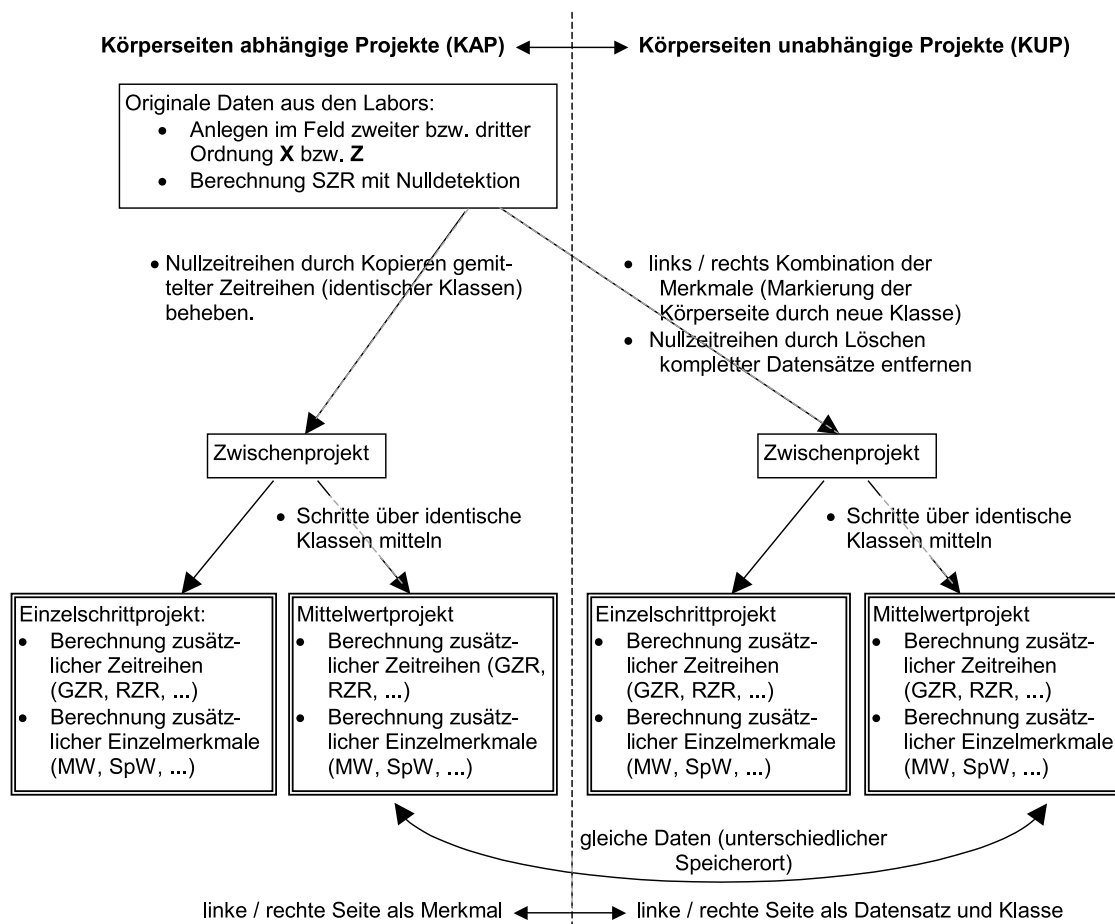 Körperseiten abhängige Projekte (KAP)
Körperseiten unabhängige Projekte (KUP)
Originale Daten aus den Labors:
• Anlegen im Feld zweiter bzw. dritter
Ordnung X bzw. Z
• Berechnung SZR mit Nulldetektion
• Nullzeitreihen durch Kopieren gemit-
telter Zeitreihen (identischer Klassen)
beheben.
• links / rechts Kombination der
Merkmale (Markierung der
Körperseite durch neue Klasse)
• Nullzeitreihen durch Löschen
kompletter Datensätze entfernen
Zwischenprojekt
Zwischenprojekt
• Schritte über identische
Klassen mitteln
• Schritte über identische
Klassen mitteln
Einzelschrittprojekt:
• Berechnung zusätz-
licher Zeitreihen
(GZR, RZR, ...)
• Berechnung zusätz-
licher Einzelmerkmale
(MW, SpW, ...)
Mittelwertprojekt
• Berechnung zusätz-
licher Zeitreihen (GZR,
RZR, ...)
• Berechnung zusätz-
licher Einzelmerkmale
(MW, SpW, ...)
Einzelschrittprojekt
• Berechnung zusätz-
licher Zeitreihen
(GZR, RZR, ...)
• Berechnung zusätz-
licher Einzelmerkmale
(MW, SpW, ...)
Mittelwertprojekt
• Berechnung zusätz-
licher Zeitreihen
(GZR, RZR, ...)
• Berechnung zusätz-
licher Einzelmerkmale
(MW, SpW, ...)
gleiche Daten (unterschiedlicher
Speicherort)
linke / rechte Seite als Merkmal
linke / rechte Seite als Datensatz und Klasse